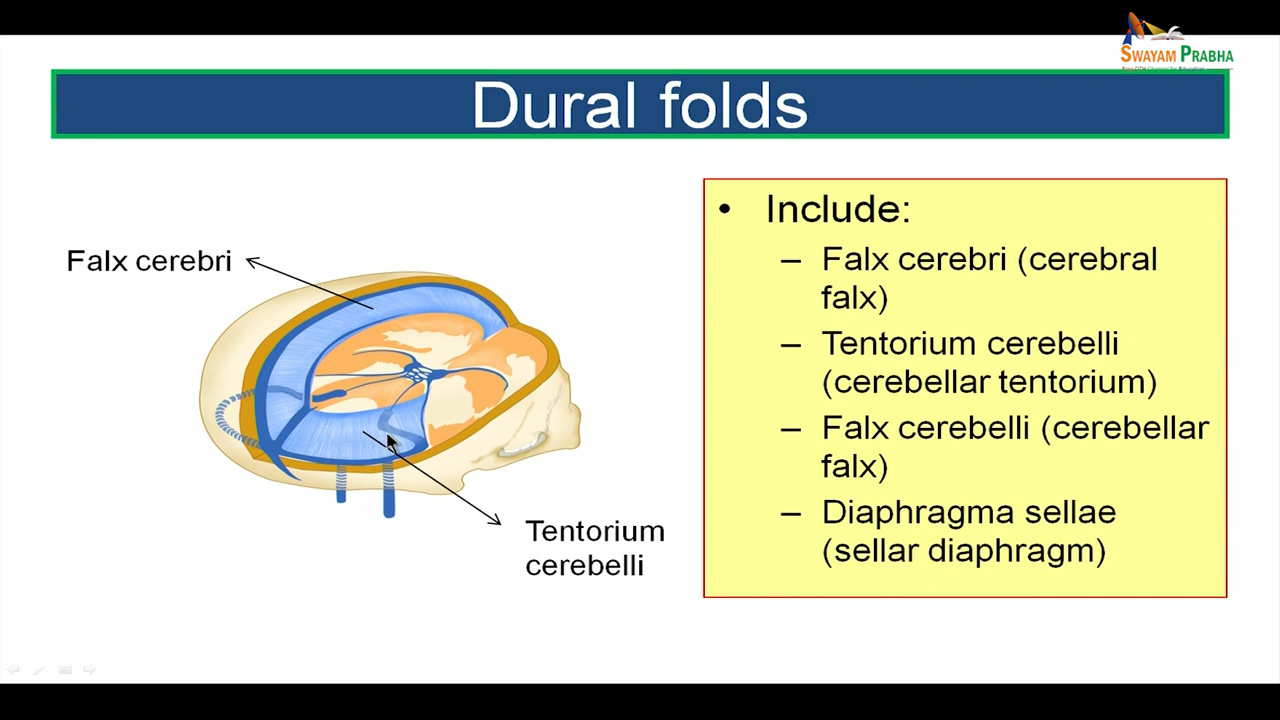 SWAYAM PRABHA
Dural folds
Falx cerebri
Tentorium
cerebelli
• Include:
– Falx cerebri (cerebral
falx)
– Tentorium cerebelli
(cerebellar tentorium)
– Falx cerebelli (cerebellar
falx)
– Diaphragma sellae
(sellar diaphragm)